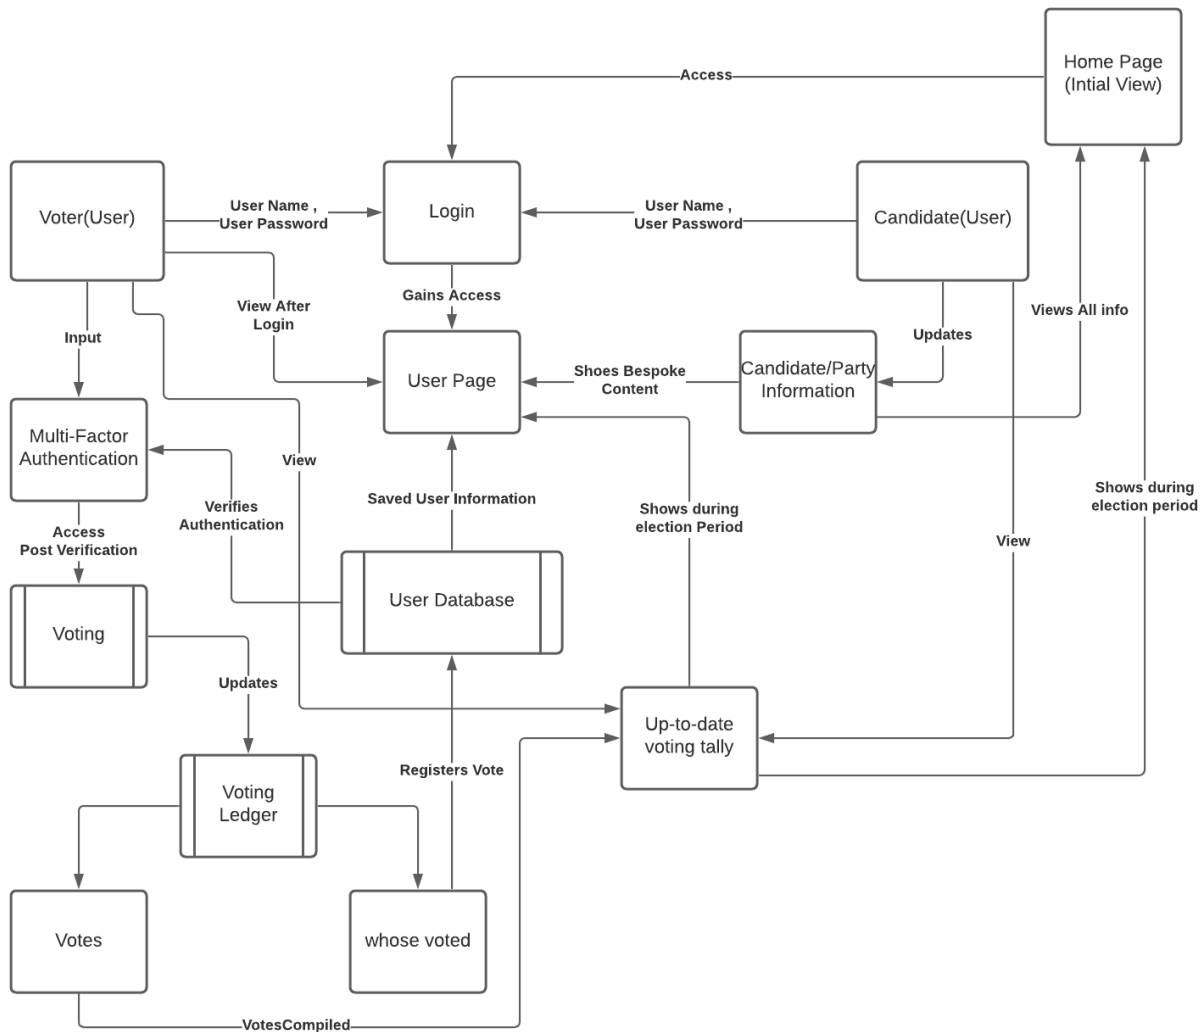 Home Page
(Intial View)
Access
Voter(User)
User Name ,
User Password
Login
User Name ,
User Password
Candidate(User)
Gains Access
View After
Login
Views All info
Input
Updates
User Page
Shoes Bespoke
Content
Candidate/Party
Information
Multi-Factor
Authentication
View
Saved User Information
Verifies
Authentication
Shows during
election Period
Shows during
election period
Access
Post Verification
View
User Database
Voting
Updates
Up-to-date
voting tally
Registers Vote
Voting
Ledger
Votes
whose voted
VotesCompiled